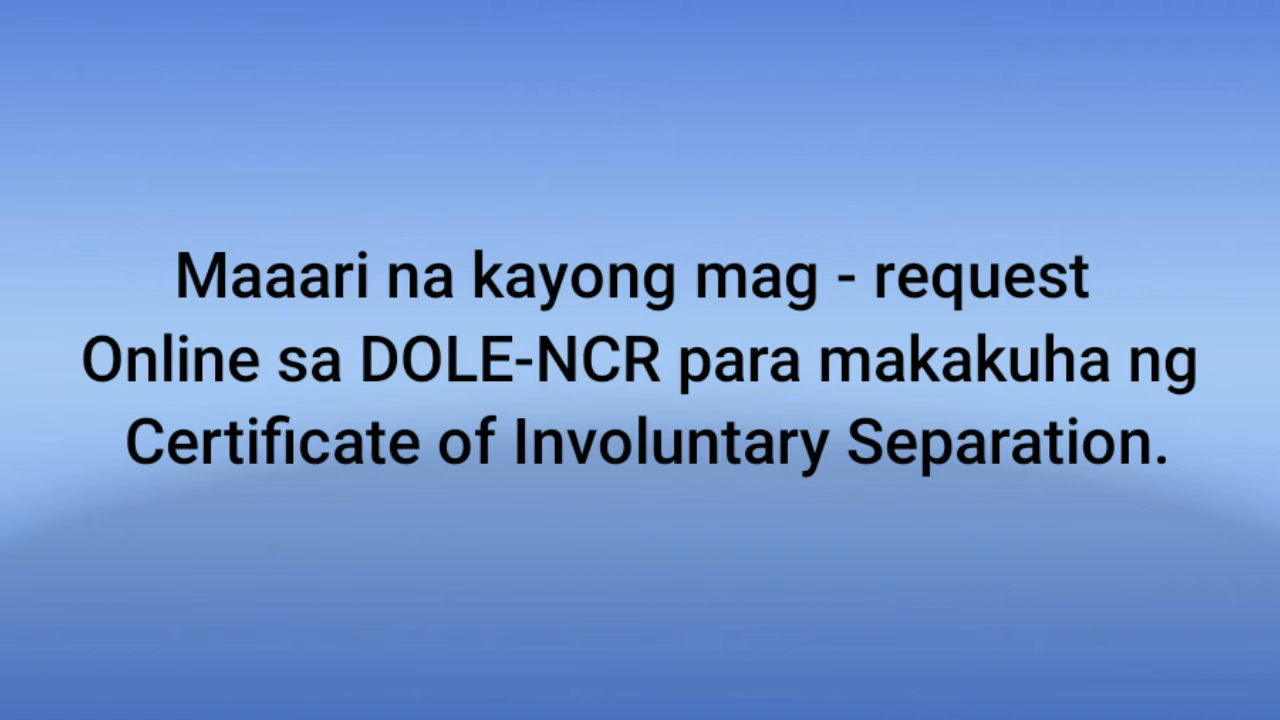 Maaari na kayong mag - request
Online sa DOLE-NCR para makakuha ng
Certificate of Involuntary Separation.